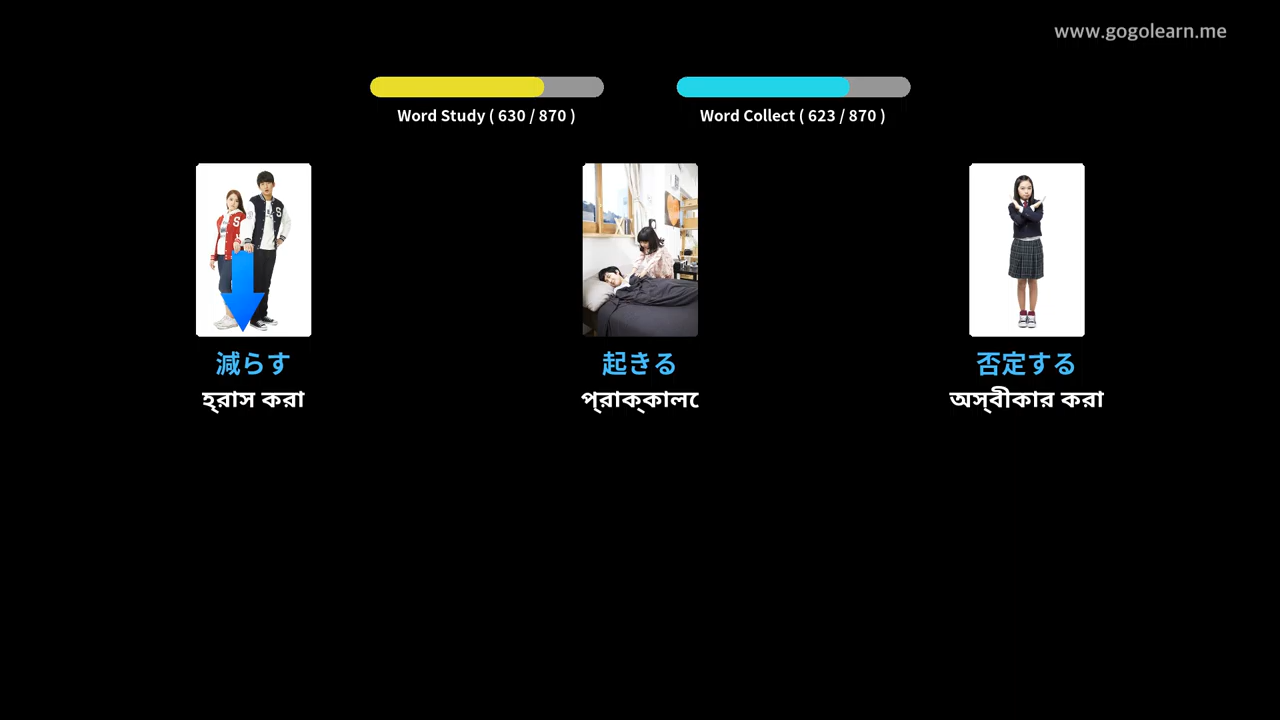 www.gogolearn.me
Word Study ( 630 / 870 )
Word Collect ( 623 / 870 )
減らす
起きる
否定する
হ্রাস করা
প্রাক্কালে
অস্বীকার করা